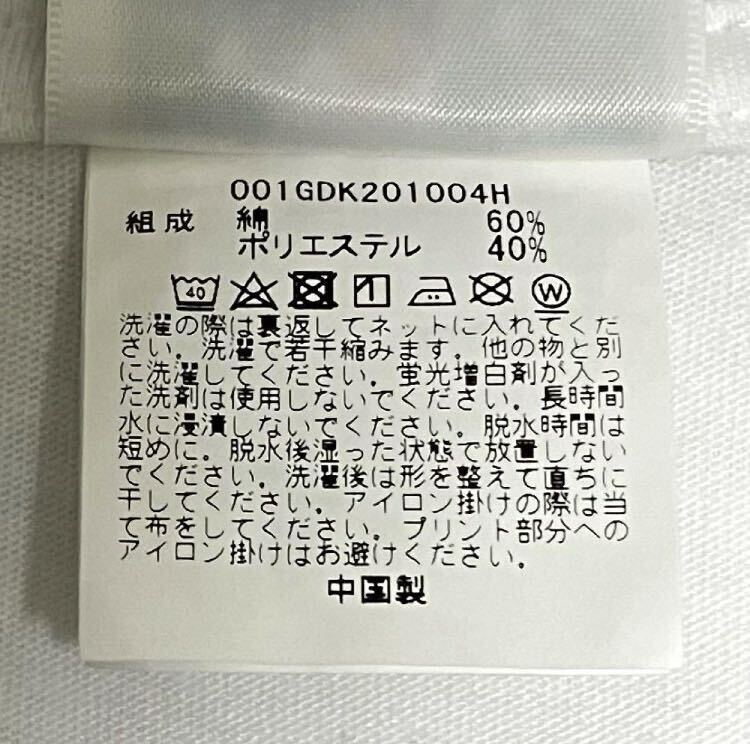 001GDK201004H
組成 綿 60%
ポリエステル 40%
40 W
洗濯の際は裏返してネットに入れてくだ
さい。洗濯で若干縮みます。他の物と別
に洗濯してください。蛍光増白剤が入っ
た洗剤は使用しないでください。長時間
水に浸漬しないでください。脱水時間は
短めに。脱水後湿った状態で放置しない
でください。洗濯後は形を整えて直ちに
干してください。アイロン掛けの際は当
て布をしてください。プリント部分への
アイロン掛けはお避けください。
中国製